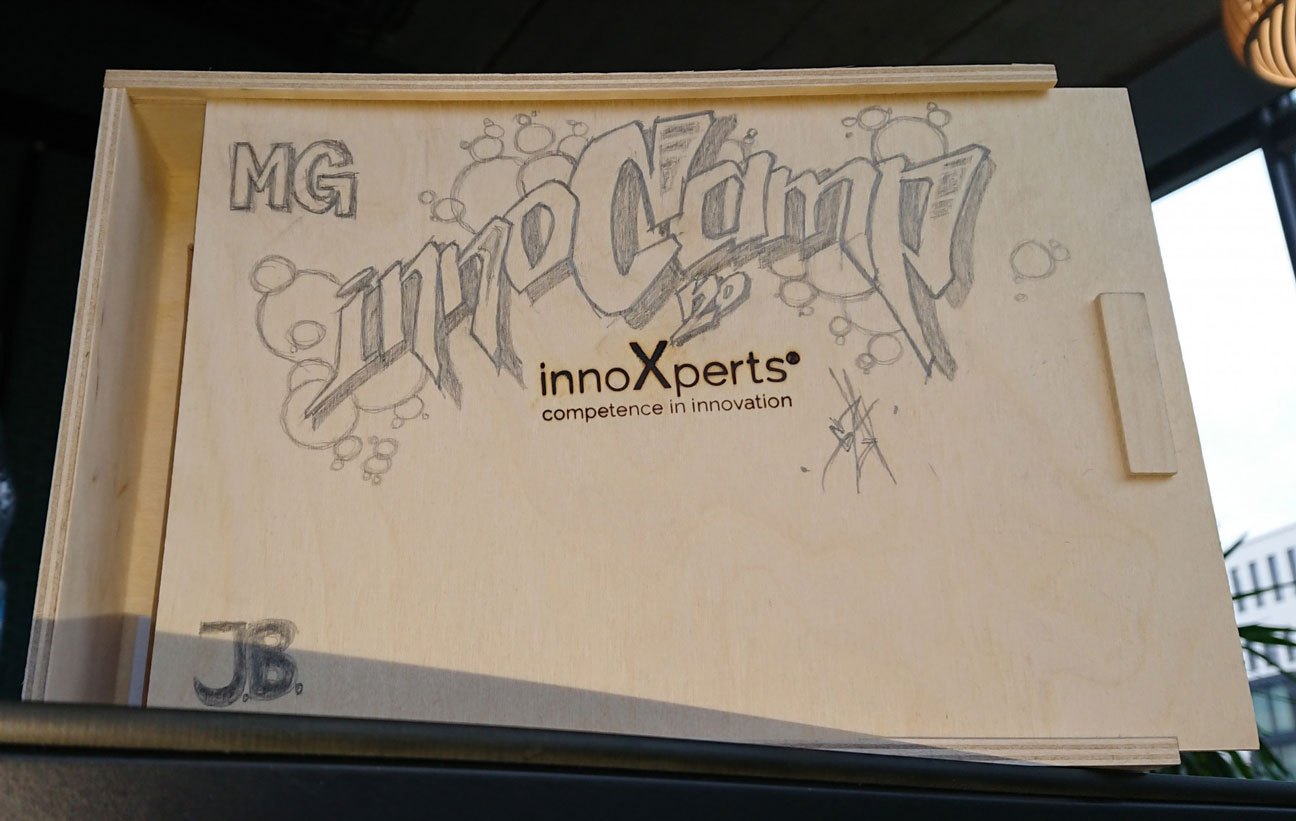 MG
innoCamp
20
innoXperts®
competence in innovation
J.B.